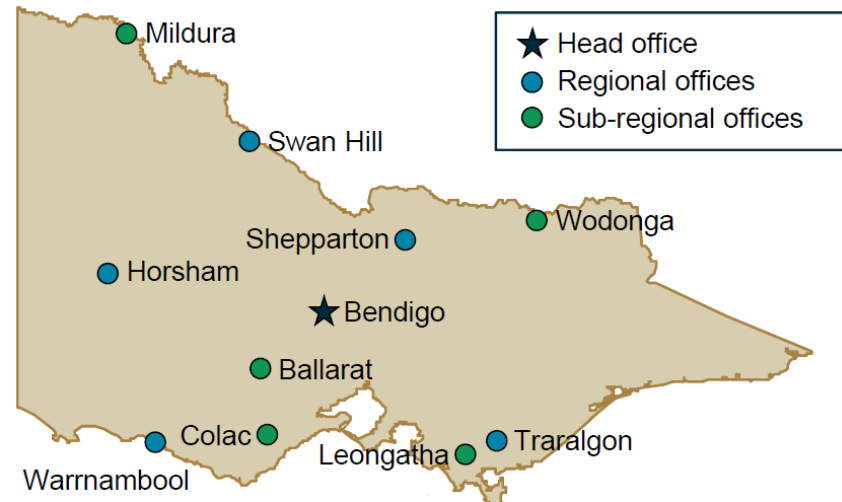 Mildura
Head office
Regional offices
Sub-regional offices
Swan Hill
Wodonga
Shepparton
Horsham
Bendigo
Ballarat
Colac
Traralgon
Leongatha
Warrnambool